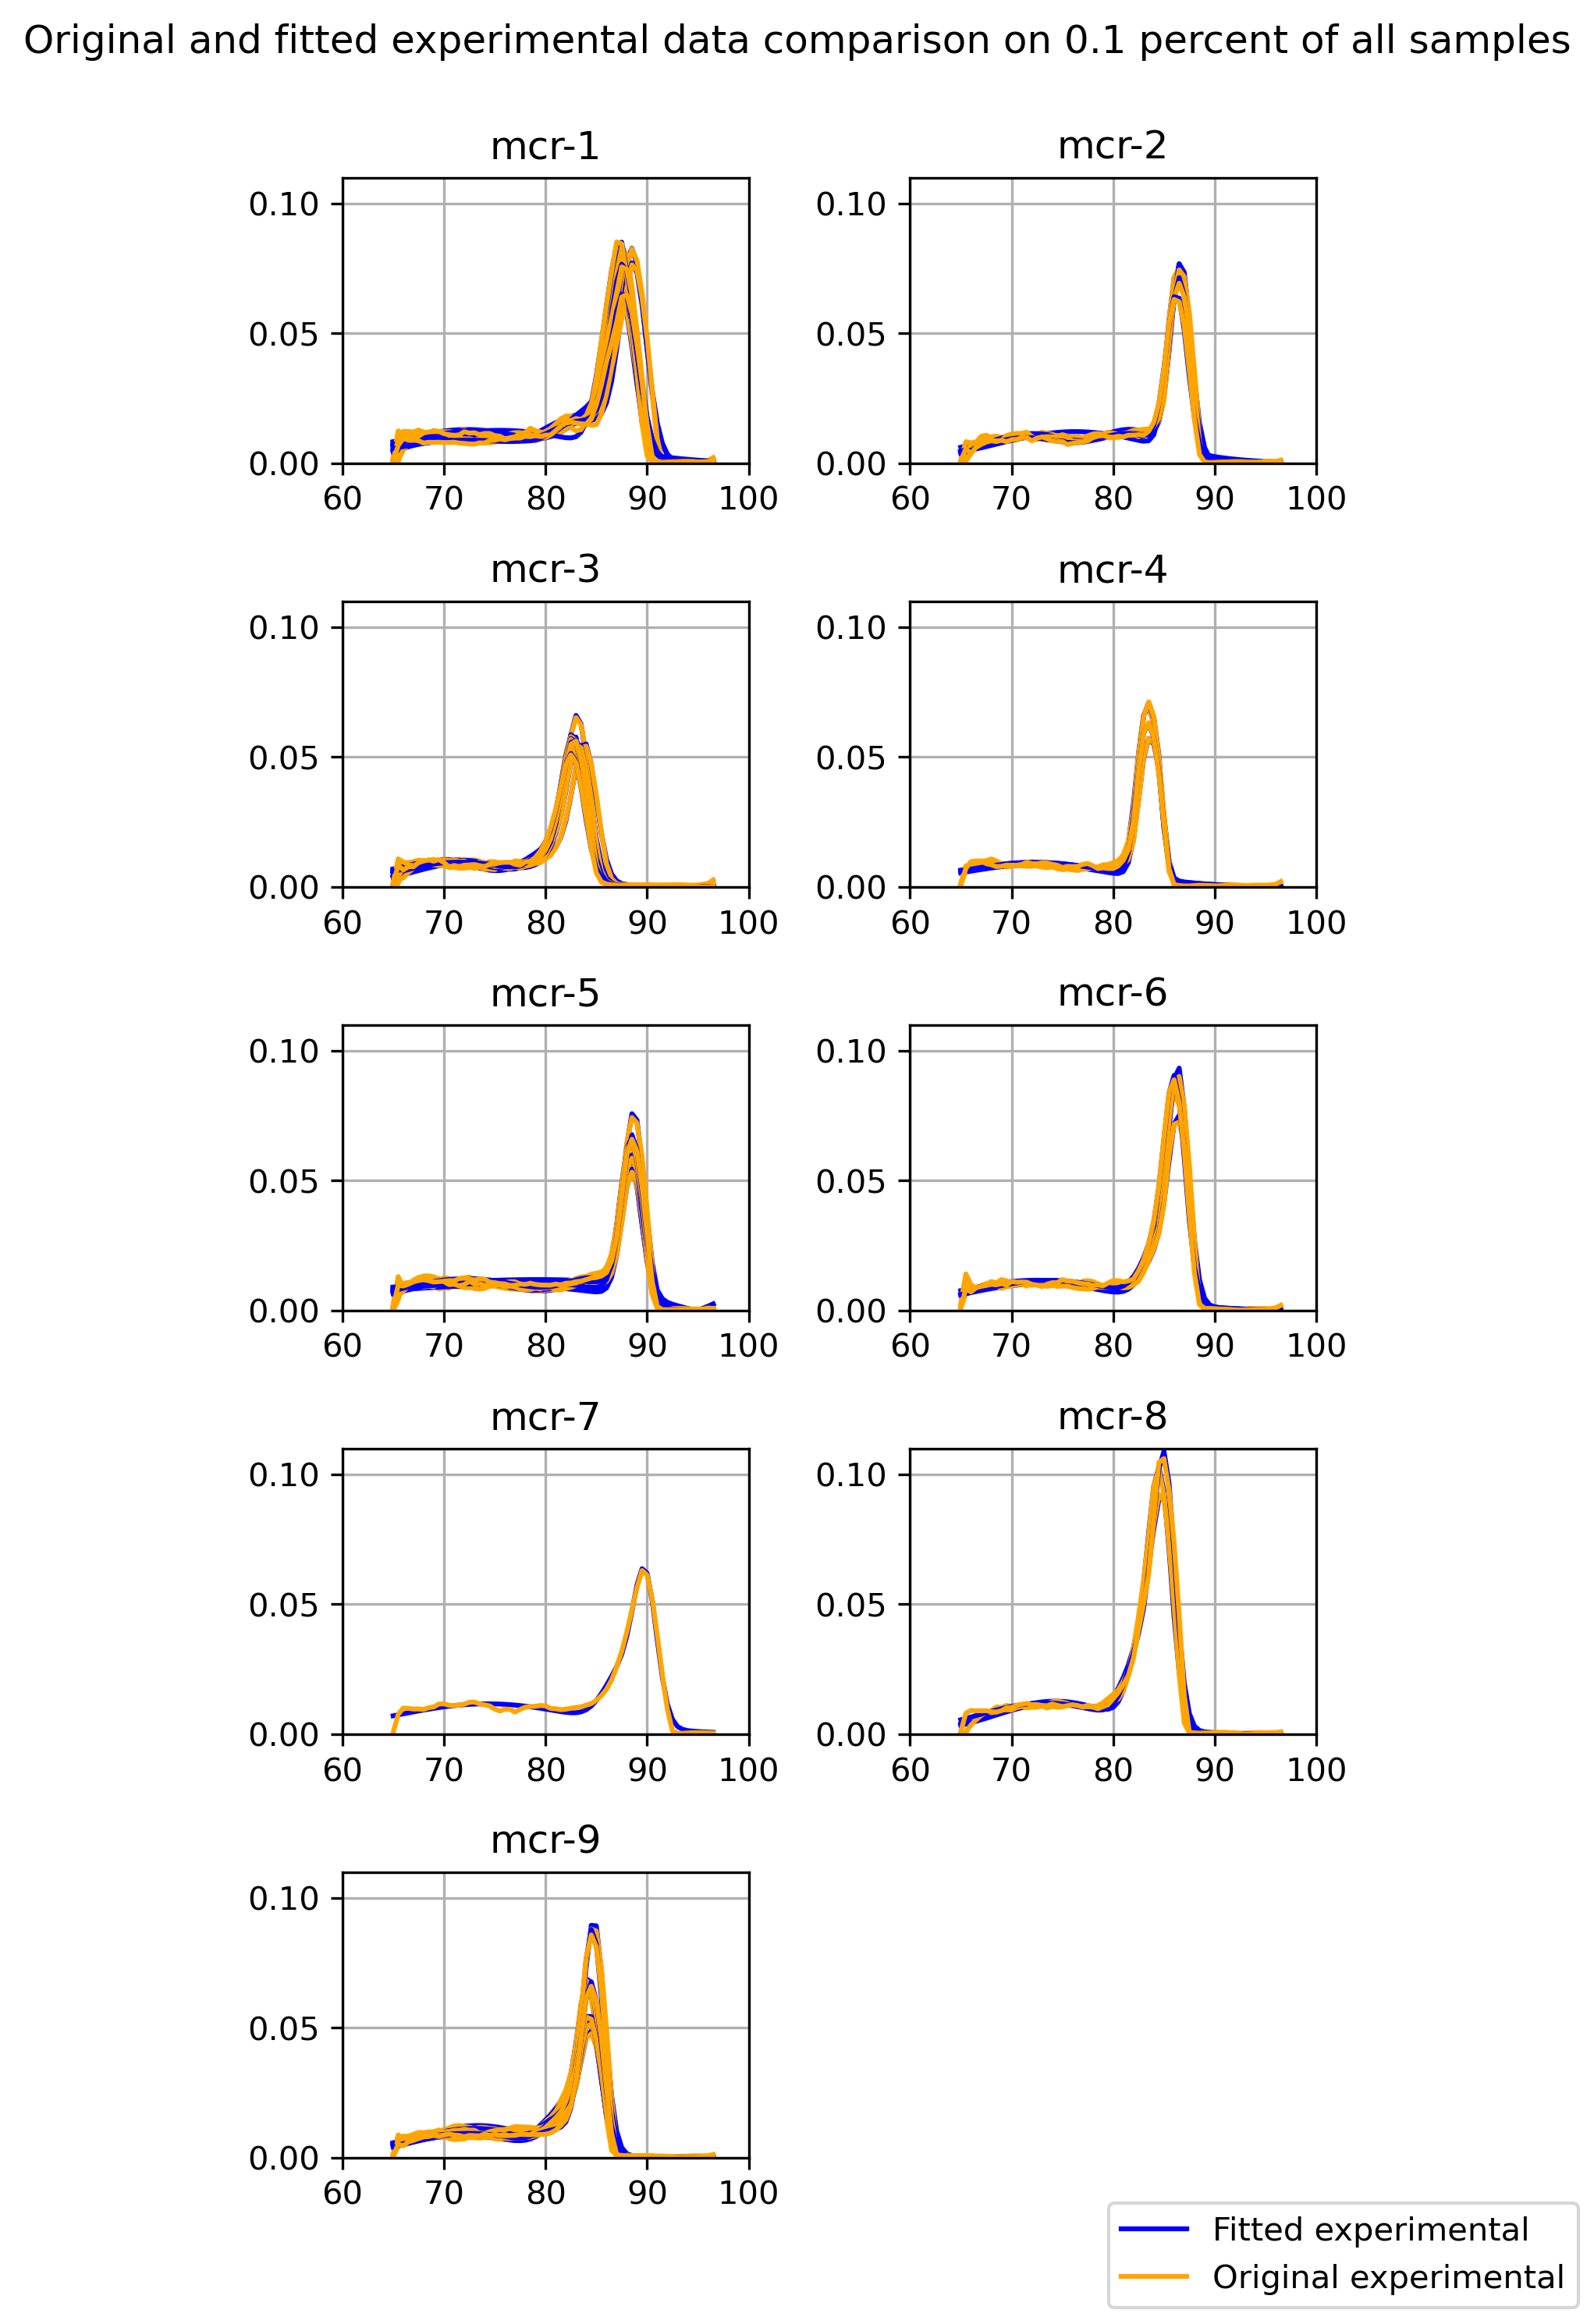 Original and fitted experimental data comparison on 0.1 percent of all samples
mcr-1
0.10
0.05
0.00
60 70 80 90 100
mcr-2
0.10
0.05
0.00
60 70 80 90 100
mcr-3
0.10
0.05
0.00
60 70 80 90 100
mcr-4
0.10
0.05
0.00
60 70 80 90 100
mcr-5
0.10
0.05
0.00
60 70 80 90 100
mcr-6
0.10
0.05
0.00
60 70 80 90 100
mcr-7
0.10
0.05
0.00
60 70 80 90 100
mcr-8
0.10
0.05
0.00
60 70 80 90 100
mcr-9
0.10
0.05
0.00
60 70 80 90 100
Fitted experimental
Original experimental